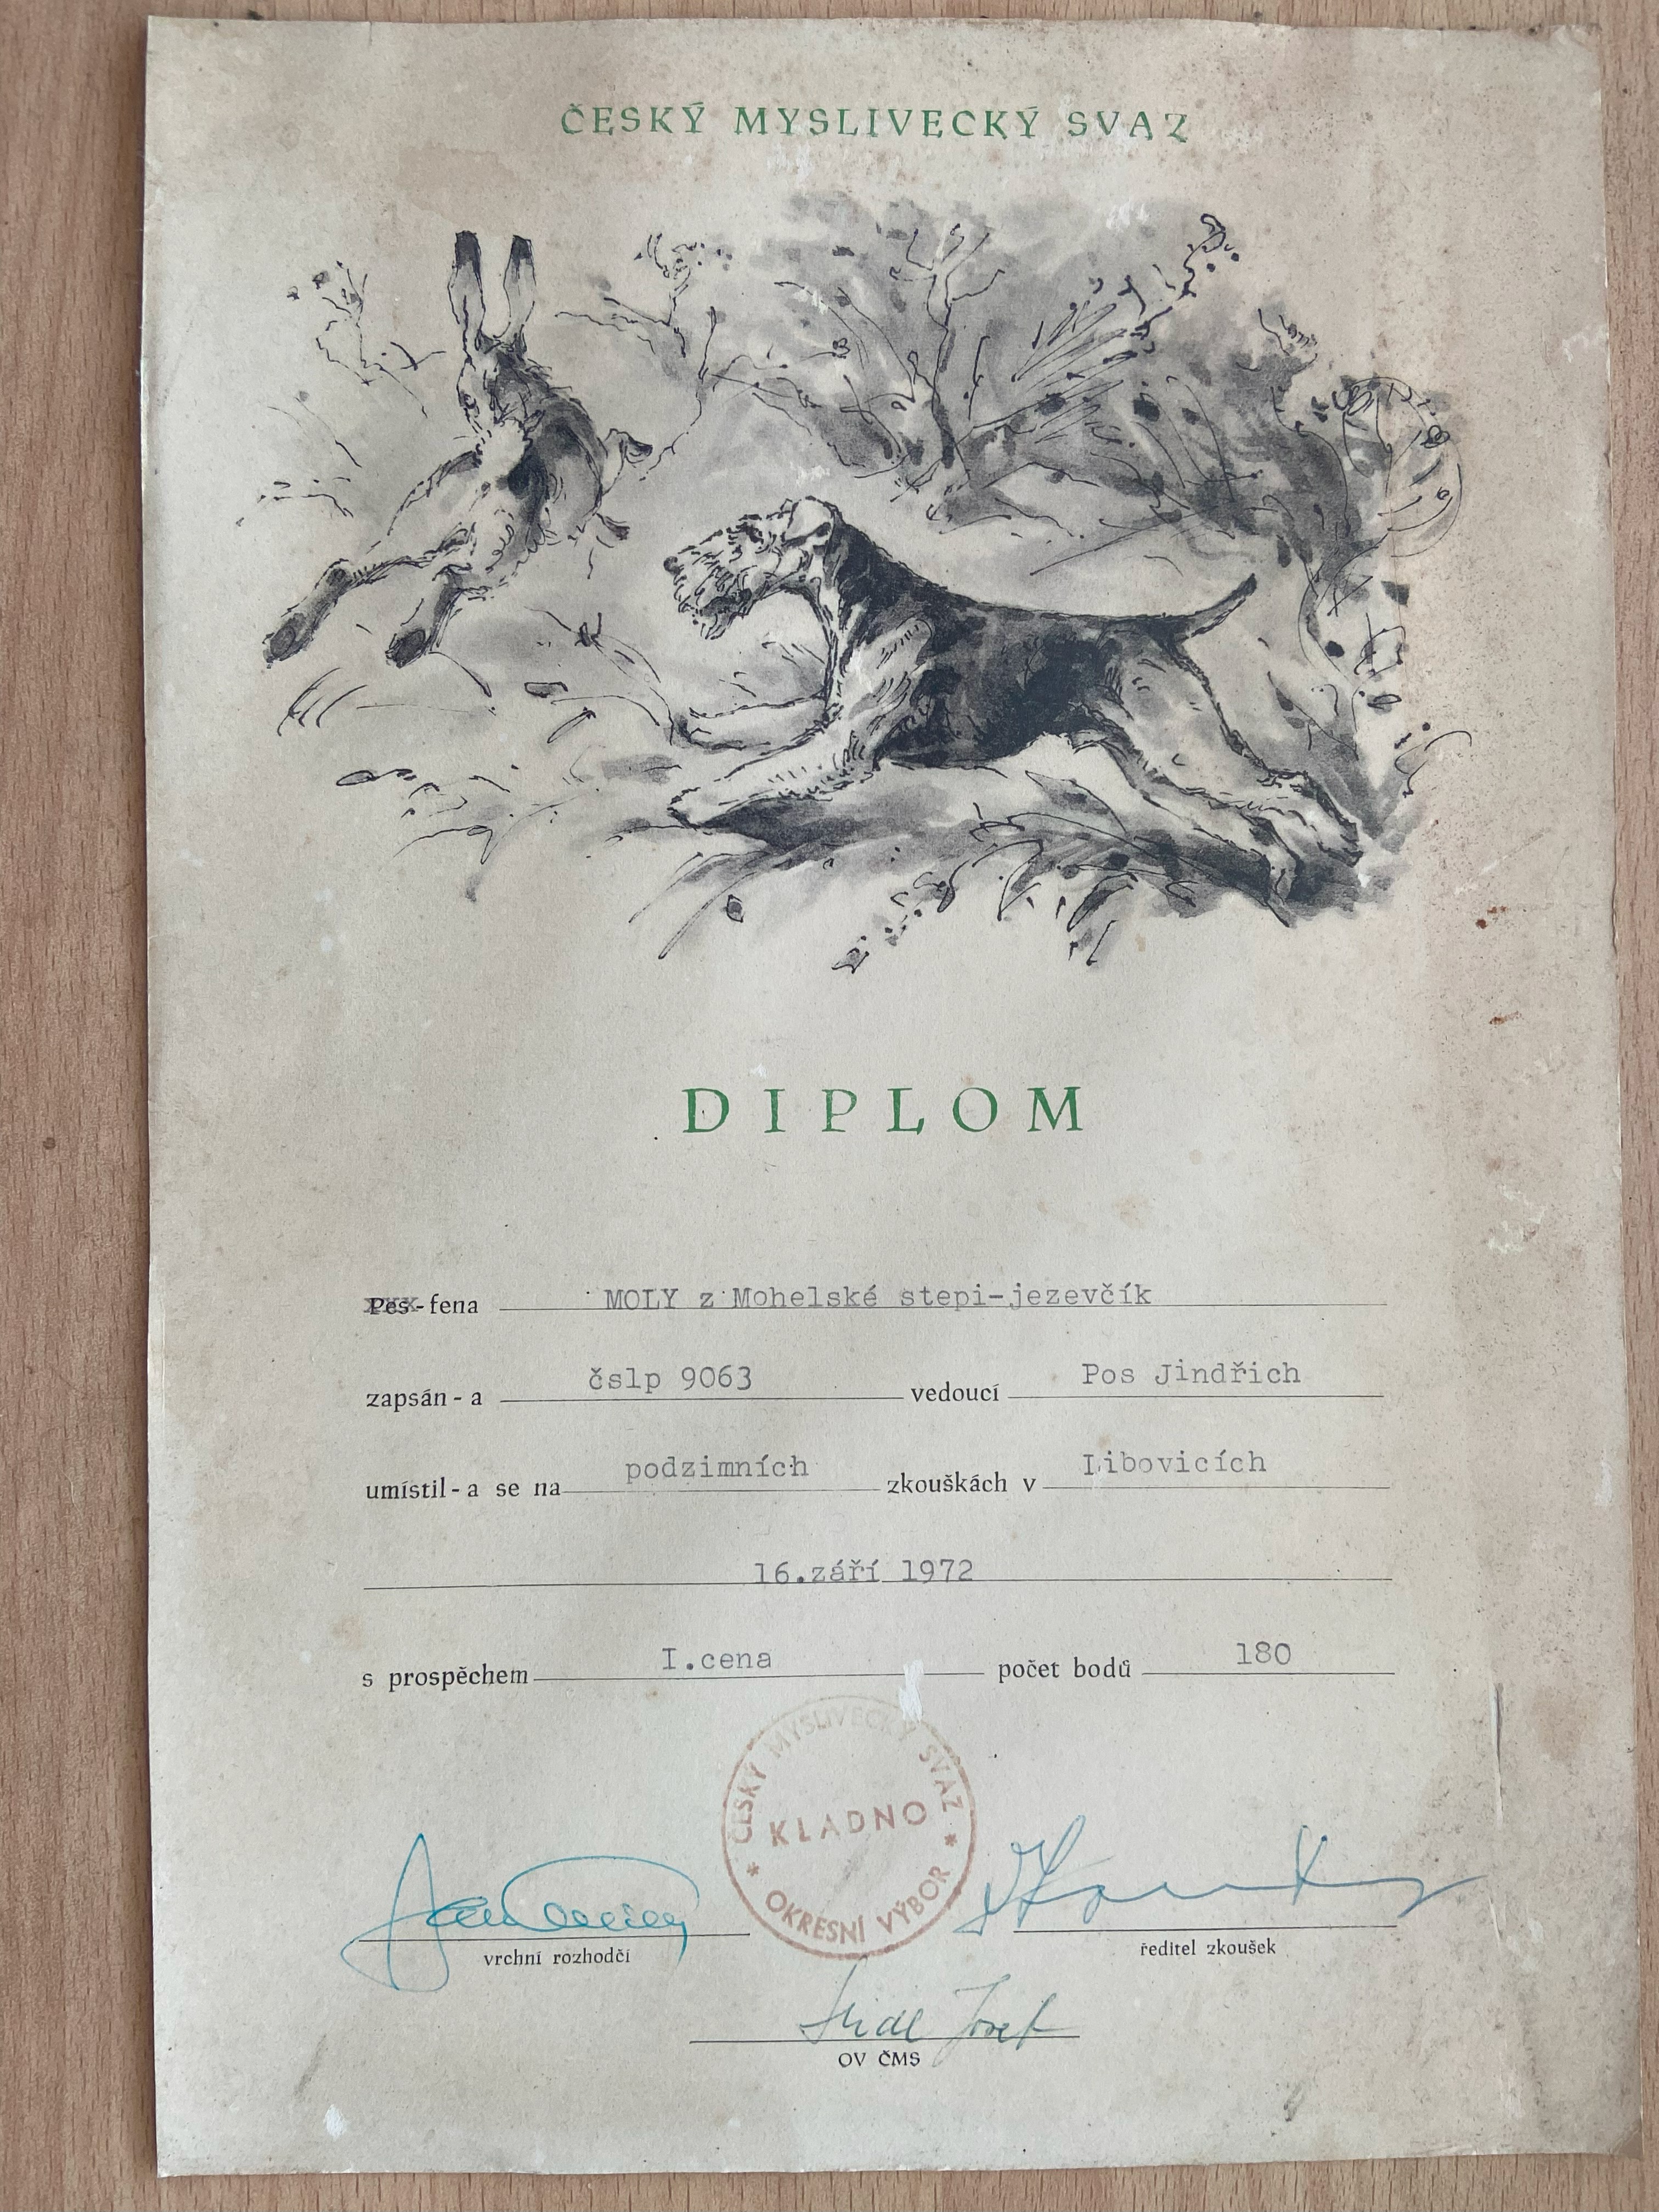 ČESKÝ MYSLIVECKÝ SVAZ
DIPLOM
Pes-fena MOLY z Mohelské stepi-jezevčík
zapsán-a čslp 9063 vedoucí Pos Jindřich
umístil-a se na podzimních zkouškách v Libovicích
16.září 1972
s prospěchem I.cena počet bodů 180
ČESKÝ MYSLIVECKÝ SVAZ
KLADNO
* OKRESNÍ VÝBOR *
vrchní rozhodčí
ředitel zkoušek
Josef
OV ČMS